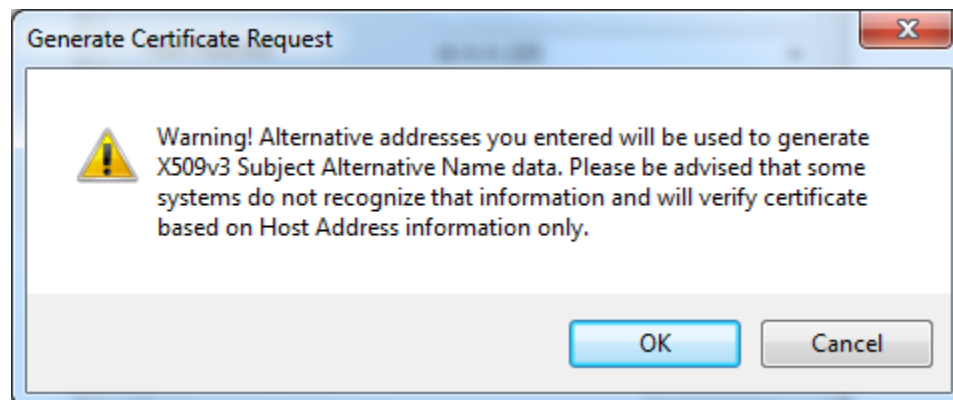 Generate Certificate Request
Warning! Alternative addresses you entered will be used to generate
X509v3 Subject Alternative Name data. Please be advised that some
systems do not recognize that information and will verify certificate
based on Host Address information only.
OK
Cancel